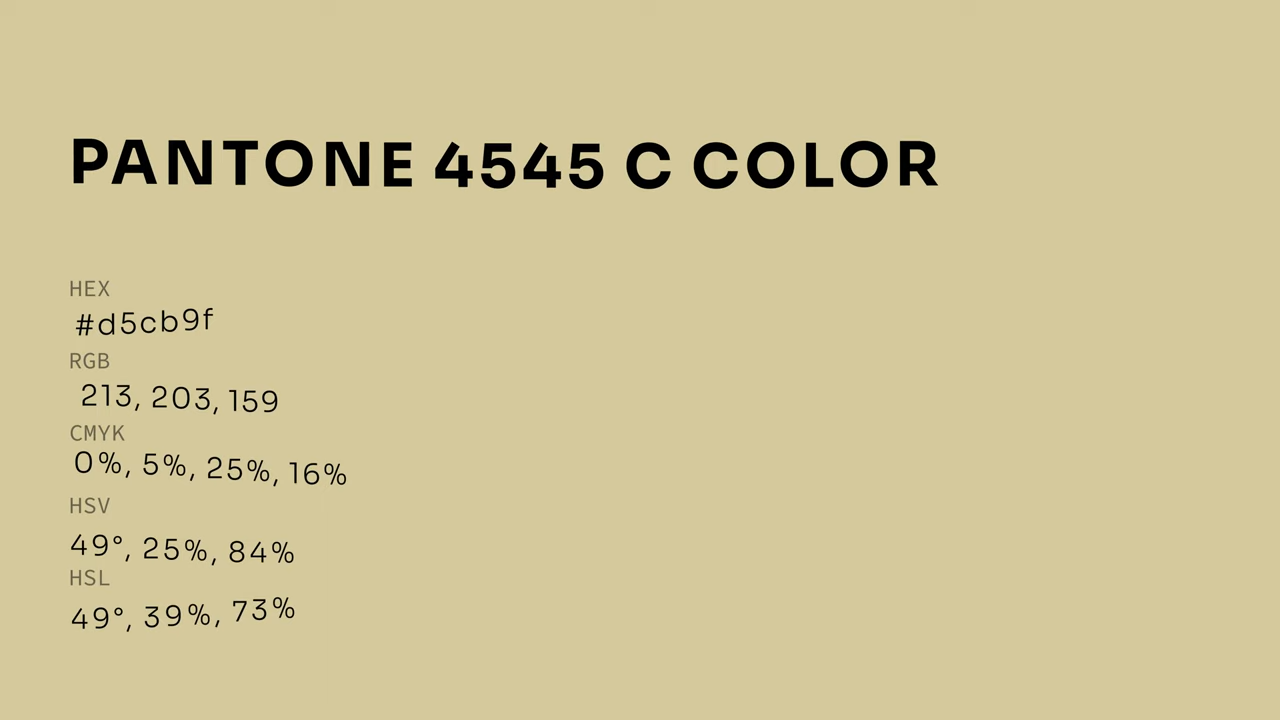 PANTONE 4545 C COLOR
HEX
#d5cb9f
RGB
213, 203, 159
CMYK
0%, 5%, 25%, 16%
HSV
49°, 25%, 84%
HSL
49°, 39%, 73%